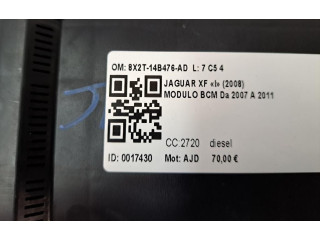 OM: 8X2T-14B476-AD L: 7 C5 4
JAGUAR XF «I» (2008)
MODULO BCM Da 2007 A 2011
CC:2720 diesel
ID: 0017430 Mot: AJD 70,00 €